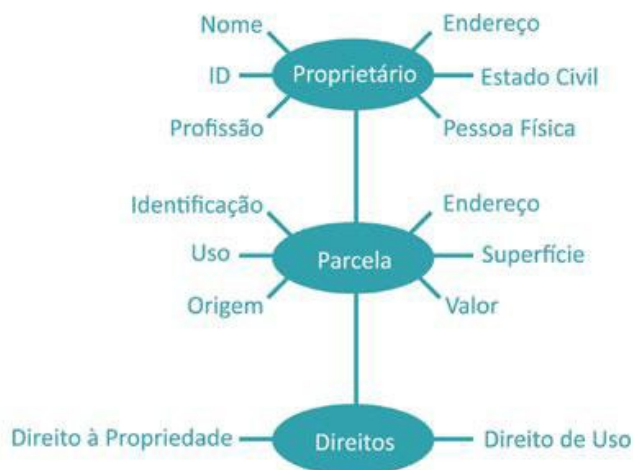 Nome
Endereço
ID
Proprietário
Estado Civil
Profissão
Pessoa Física
Identificação
Endereço
Uso
Parcela
Superfície
Origem
Valor
Direito à Propriedade
Direitos
Direito de Uso